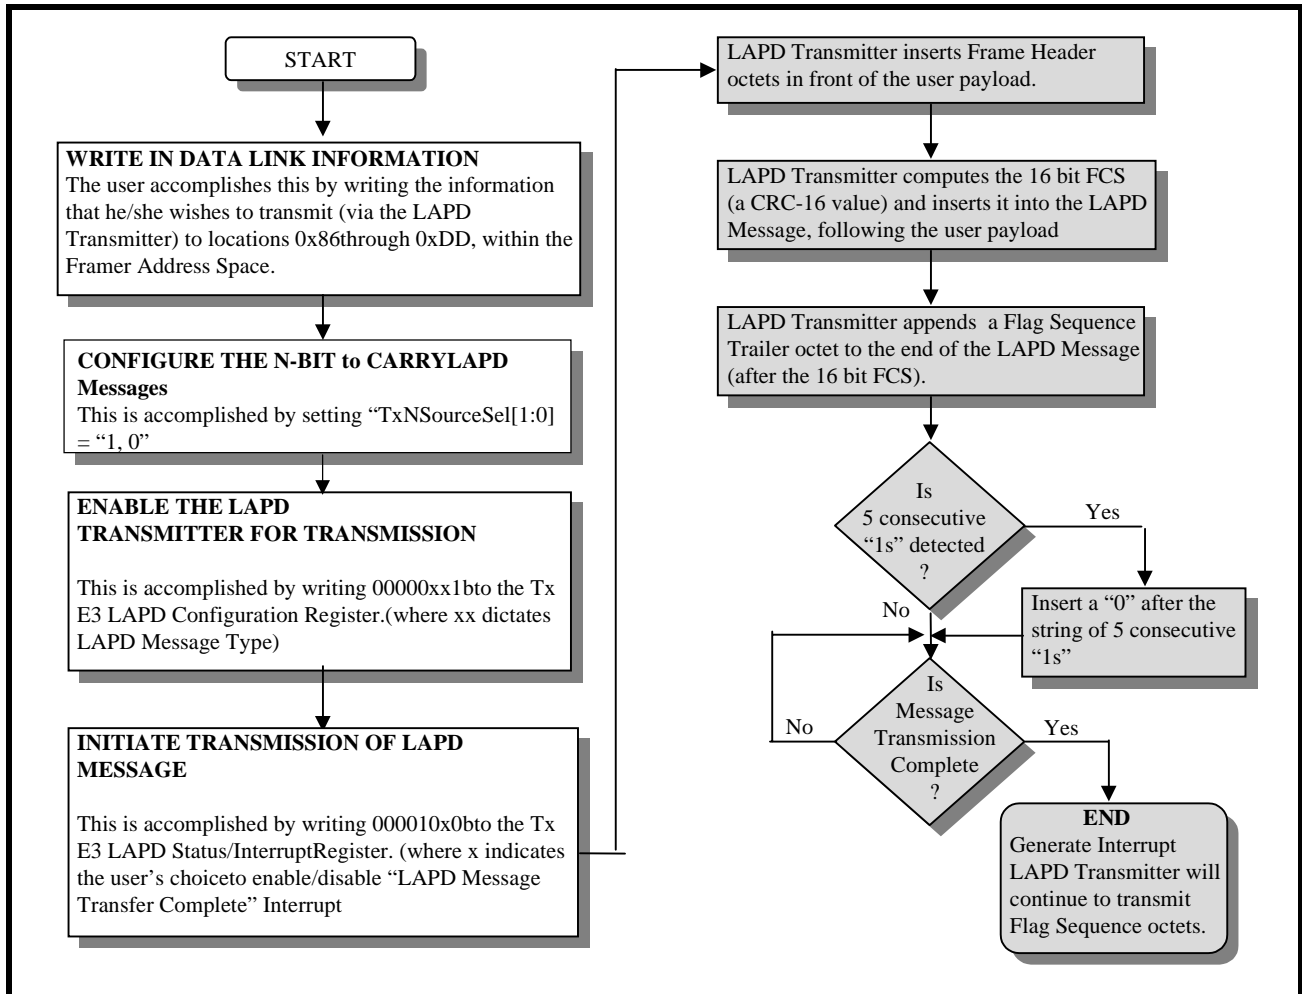 START
WRITE IN DATA LINK INFORMATION
The user accomplishes this by writing the information
that he/she wishes to transmit (via the LAPD
Transmitter) to locations 0x86through 0xDD, within the
Framer Address Space.
CONFIGURE THE N-BIT to CARRYLAPD
Messages
This is accomplished by setting “TxNSourceSel[1:0]
= “1, 0”
ENABLE THE LAPD
TRANSMITTER FOR TRANSMISSION
This is accomplished by writing 00000xx1bto the Tx
E3 LAPD Configuration Register.(where xx dictates
LAPD Message Type)
INITIATE TRANSMISSION OF LAPD
MESSAGE
This is accomplished by writing 000010x0bto the Tx
E3 LAPD Status/InterruptRegister. (where x indicates
the user’s choiceto enable/disable “LAPD Message
Transfer Complete” Interrupt
LAPD Transmitter inserts Frame Header
octets in front of the user payload.
LAPD Transmitter computes the 16 bit FCS
(a CRC-16 value) and inserts it into the LAPD
Message, following the user payload
LAPD Transmitter appends a Flag Sequence
Trailer octet to the end of the LAPD Message
(after the 16 bit FCS).
Is
5 consecutive
“1s” detected
?
Yes
No
Insert a “0” after the
string of 5 consecutive
“1s”
Is
Message
Transmission
Complete
?
No
Yes
END
Generate Interrupt
LAPD Transmitter will
continue to transmit
Flag Sequence octets.